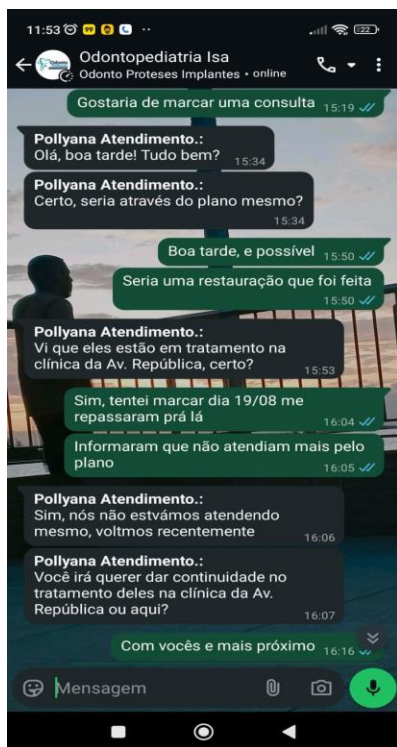 11:53
99
22
Odontopediatria Isa
Odonto Proteses Implantes • online
Gostaria de marcar uma consulta 15:19
Pollyana Atendimento.:
Olá, boa tarde! Tudo bem? 15:34
Pollyana Atendimento.:
Certo, seria através do plano mesmo?
15:34
Boa tarde, e possível 15:50
Seria uma restauração que foi feita
15:50
Pollyana Atendimento.:
Vi que eles estão em tratamento na
clínica da Av. República, certo? 15:53
Sim, tentei marcar dia 19/08 me
repassaram prá lá 16:04
Informaram que não atendiam mais pelo
plano 16:05
Pollyana Atendimento.:
Sim, nós não estvámos atendendo
mesmo, voltmos recentemente 16:06
Pollyana Atendimento.:
Você irá querer dar continuidade no
tratamento deles na clínica da Av.
República ou aqui? 16:07
Com vocês e mais próximo 16:16
Mensagem